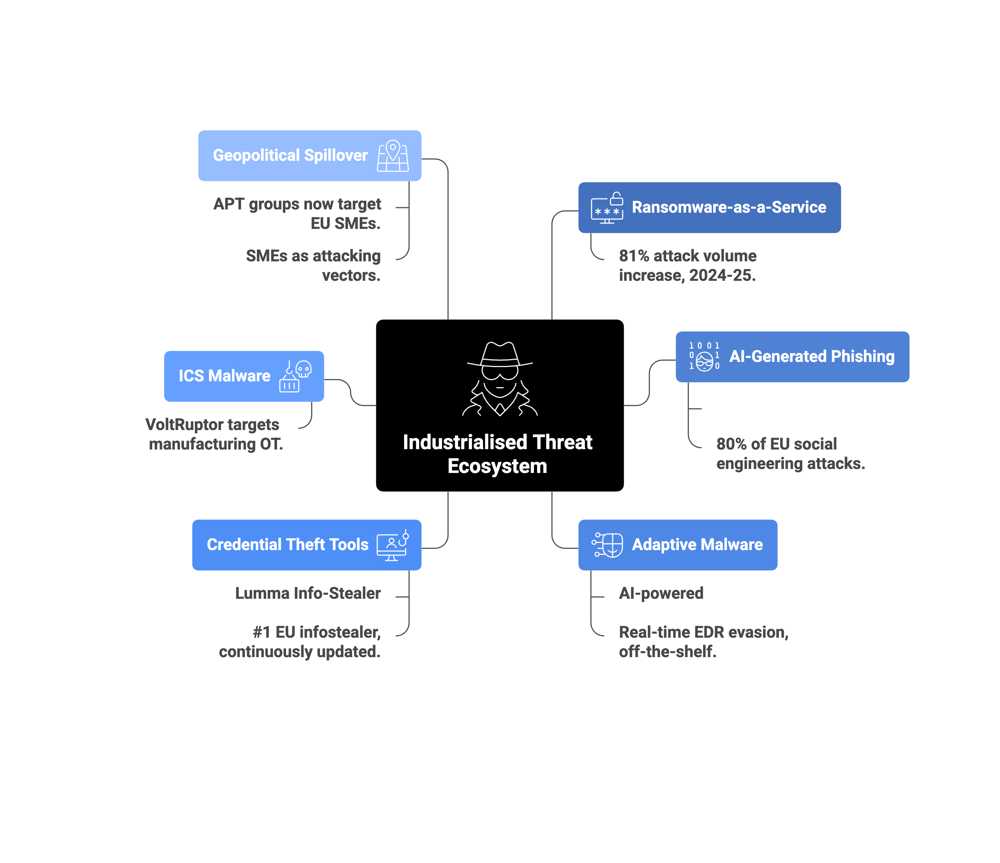 Geopolitical Spillover
APT groups now target
EU SMEs.
SMEs as attacking
vectors.
Ransomware-as-a-Service
***
81% attack volume
increase, 2024-25.
ICS Malware
VoltRuptor targets
manufacturing OT.
Industrialised Threat
Ecosystem
1 0 0 1
0 1
1 0
AI-Generated Phishing
80% of EU social
engineering attacks.
Credential Theft Tools
Lumma Info-Stealer
#1 EU infostealer,
continuously updated.
Adaptive Malware
AI-powered
Real-time EDR evasion,
off-the-shelf.